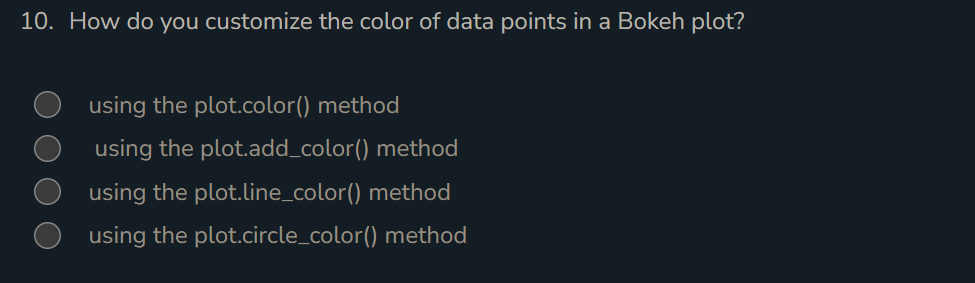 10. How do you customize the color of data points in a Bokeh plot?
using the plot.color() method
using the plot.add_color() method
using the plot.line_color() method
using the plot.circle_color() method